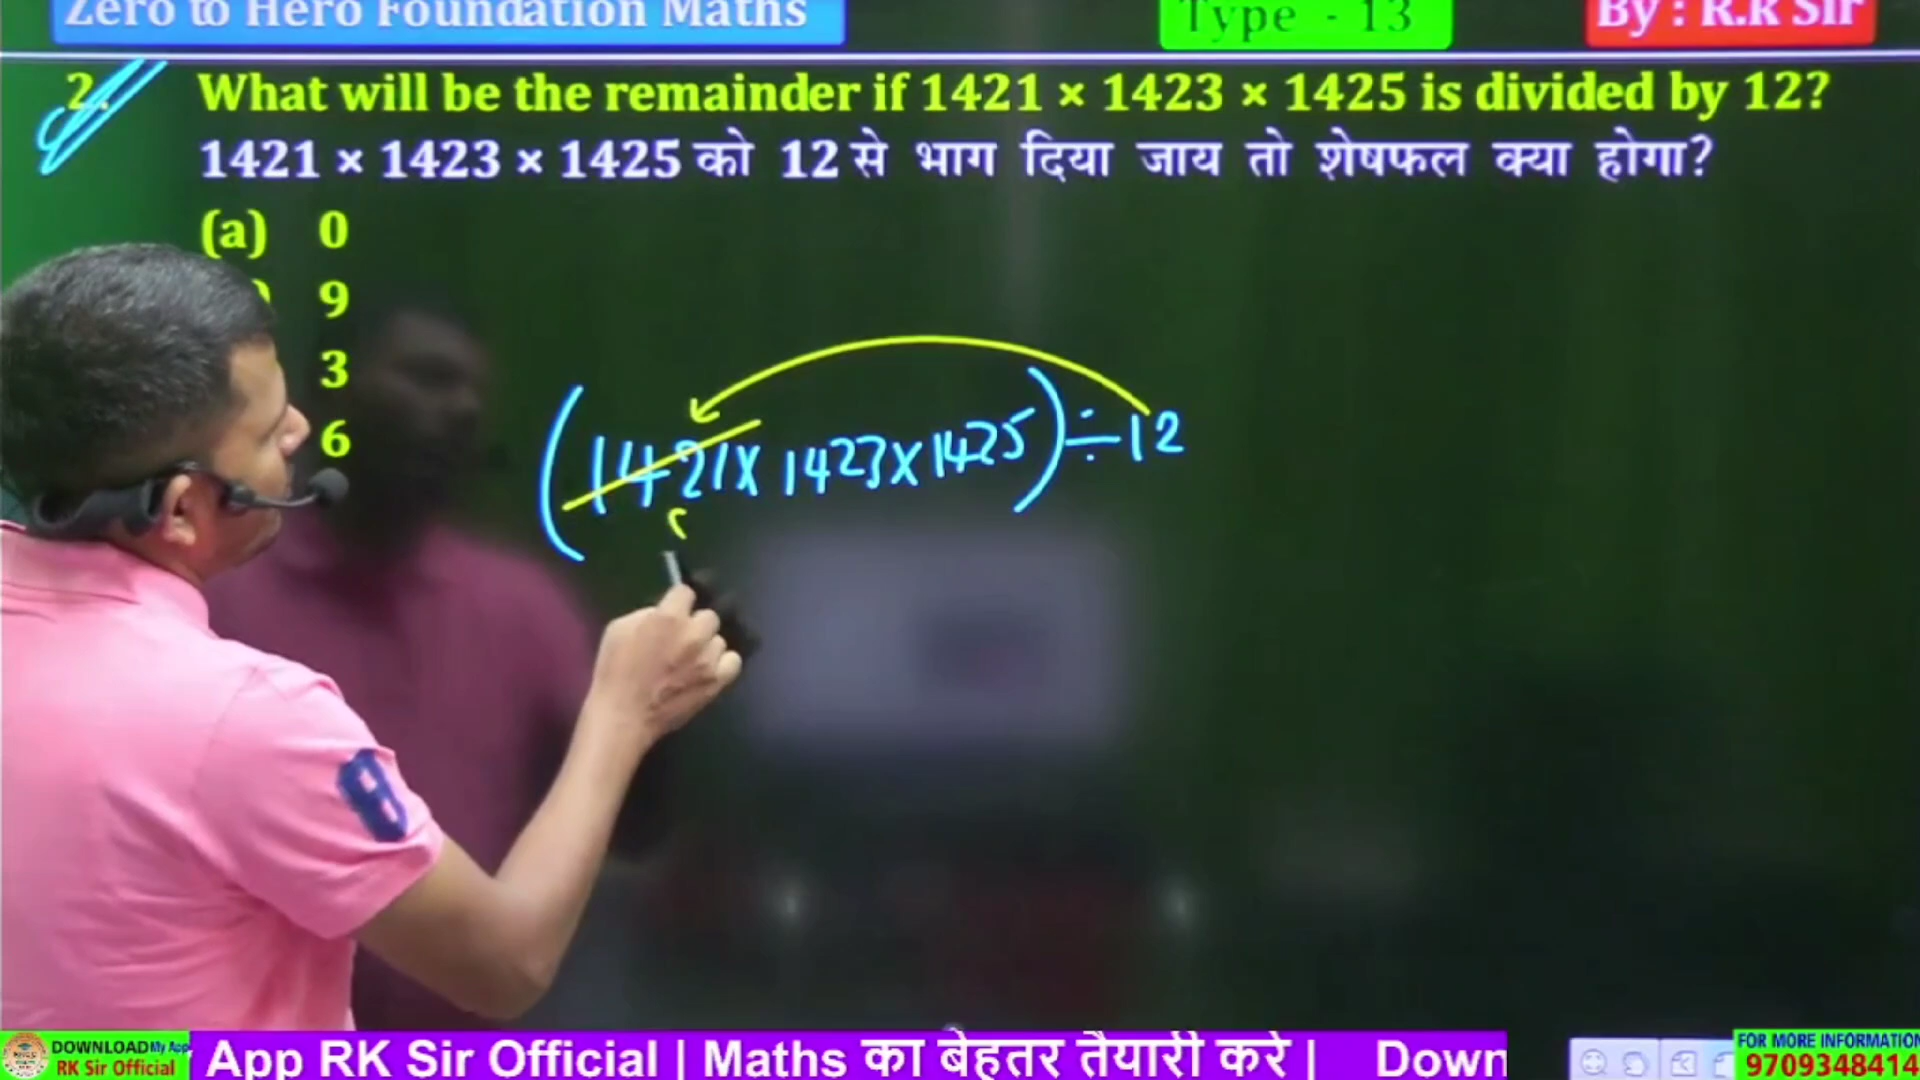 Zero to Hero Foundation Maths
Type - 13
By : R.k Sir
2. What will be the remainder if 1421 × 1423 × 1425 is divided by 12?
1421 × 1423 × 1425 को 12 से भाग दिया जाय तो शेषफल क्या होगा?
(a) 0
) 9
3
6
(1421 × 1423 × 1425) ÷ 12
DOWNLOAD My App
RK Sir Official
App RK Sir Official | Maths का बेहतर तैयारी करे | Down
FOR MORE INFORMATION
9709348414